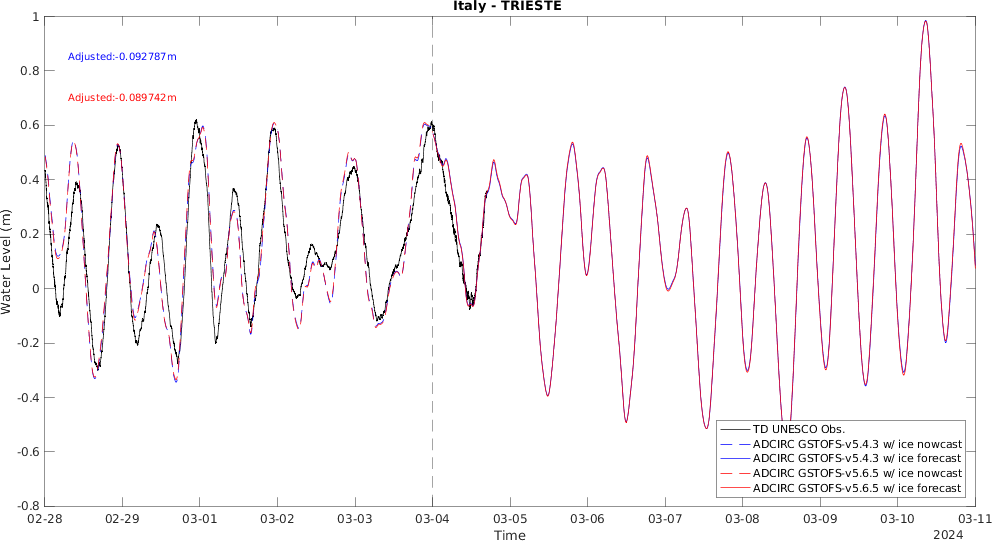 Italy - TRIESTE
Adjusted:-0.092787m
Adjusted:-0.089742m
Water Level (m)
1
0.8
0.6
0.4
0.2
0
-0.2
-0.4
-0.6
-0.8
TD UNESCO Obs.
ADCIRC GSTOFS-v5.4.3 w/ ice nowcast
ADCIRC GSTOFS-v5.4.3 w/ ice forecast
ADCIRC GSTOFS-v5.6.5 w/ ice nowcast
ADCIRC GSTOFS-v5.6.5 w/ ice forecast
02-28 02-29 03-01 03-02 03-03 03-04 03-05 03-06 03-07 03-08 03-09 03-10 03-11
Time
2024